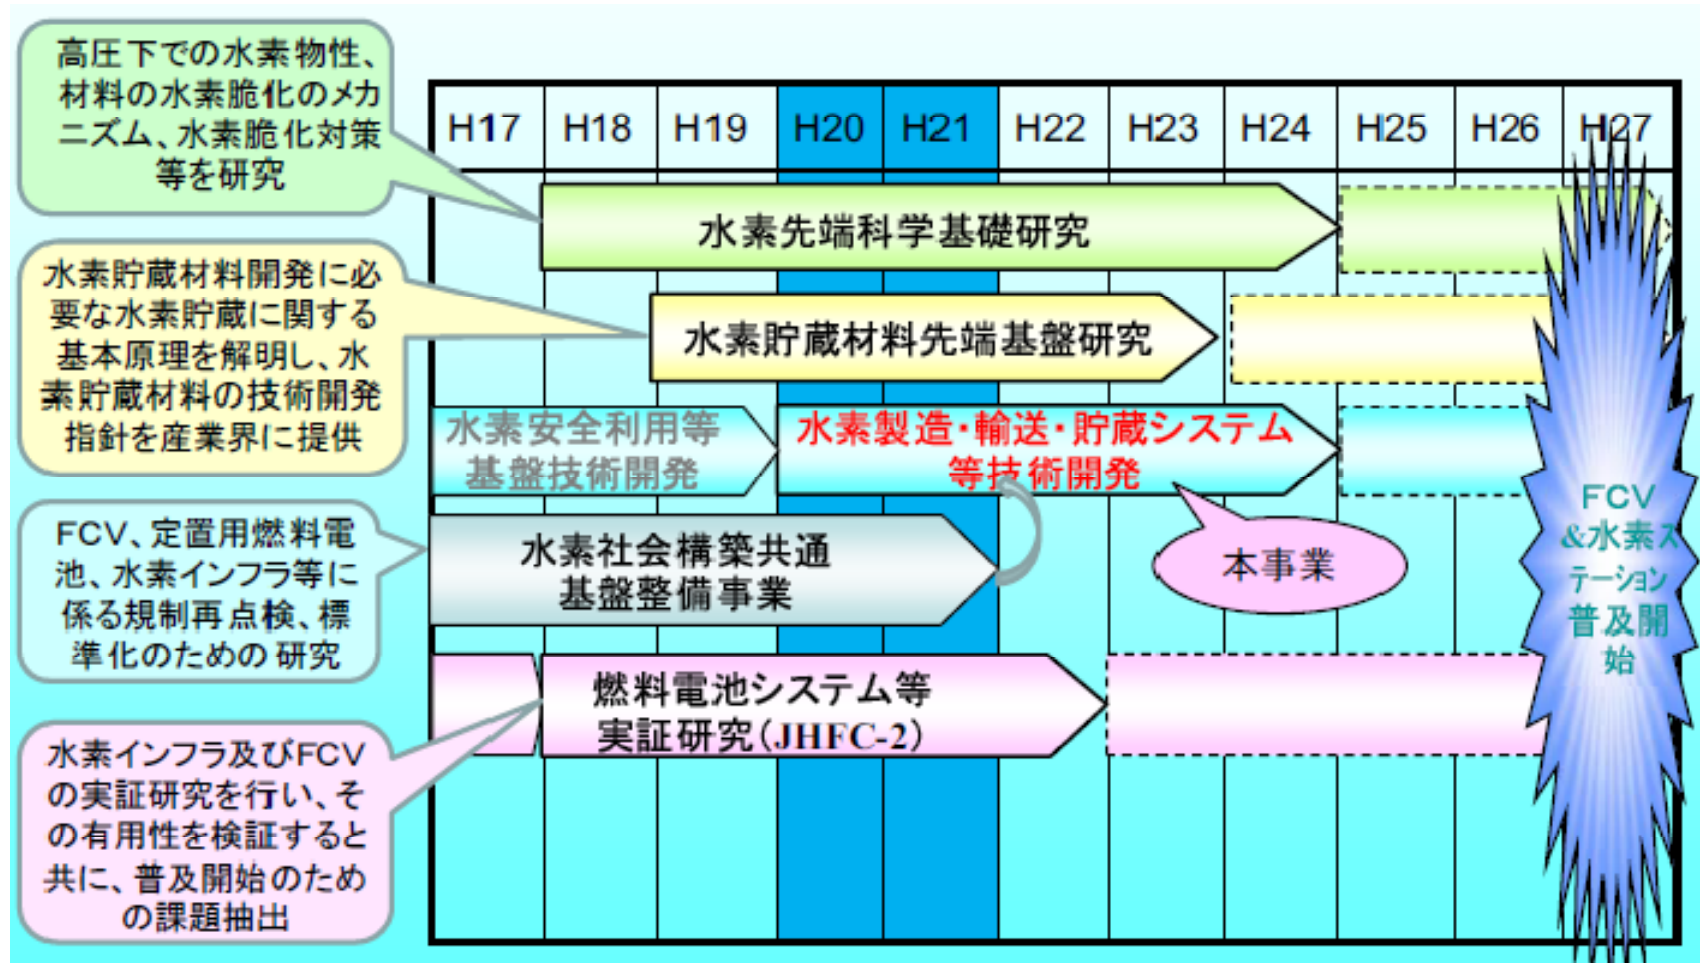 高圧下での水素物性、
材料の水素脆化のメカ
ニズム、水素脆化対策
等を研究
水素貯蔵材料開発に必
要な水素貯蔵に関する
基本原理を解明し、水
素貯蔵材料の技術開発
指針を産業界に提供
FCV、定置用燃料電
池、水素インフラ等に
係る規制再点検、標
準化のための研究
水素インフラ及びFCV
の実証研究を行い、そ
の有用性を検証すると
共に、普及開始のため
の課題抽出
H17 H18 H19 H20 H21 H22 H23 H24 H25 H26 H27
水素先端科学基礎研究
水素貯蔵材料先端基盤研究
水素安全利用等
基盤技術開発
水素製造・輸送・貯蔵システム
等技術開発
水素社会構築共通
基盤整備事業
本事業
燃料電池システム等
実証研究(JHFC-2)
FCV
&水素ス
テーション
普及開
始